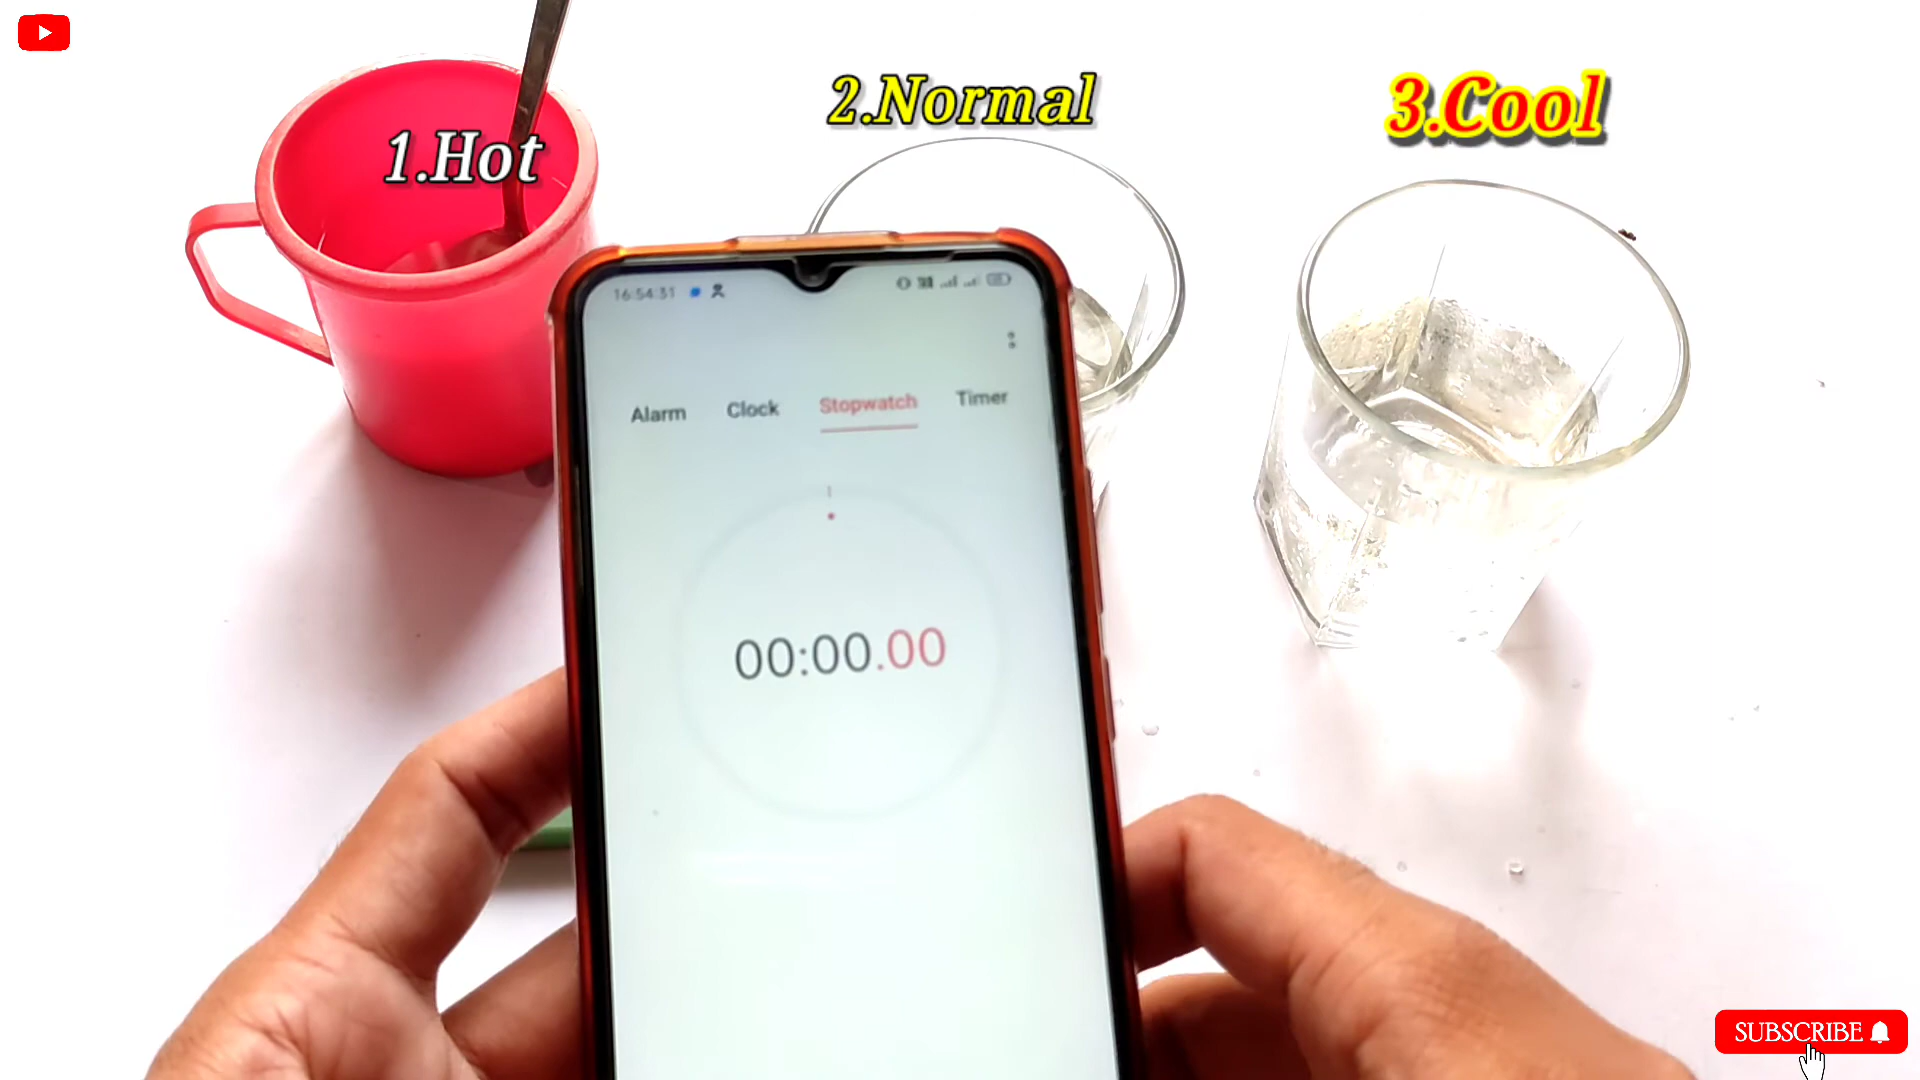 1.Hot
2.Normal
3.Cool
16:54:31
Alarm Clock Stopwatch Timer
00:00.00
SUBSCRIBE